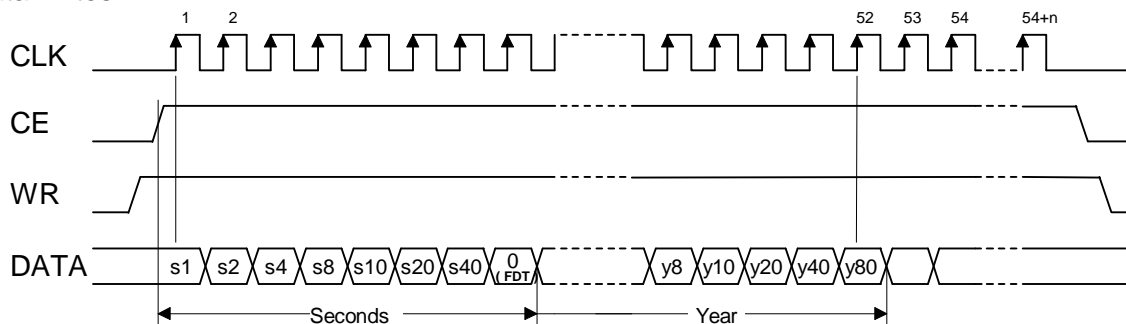 1 2 52 53 54 54+n
CLK
CE
WR
DATA s1 s2 s4 s8 s10 s20 s40 0 y8 y10 y20 y40 y80
( FDT)
Seconds Year